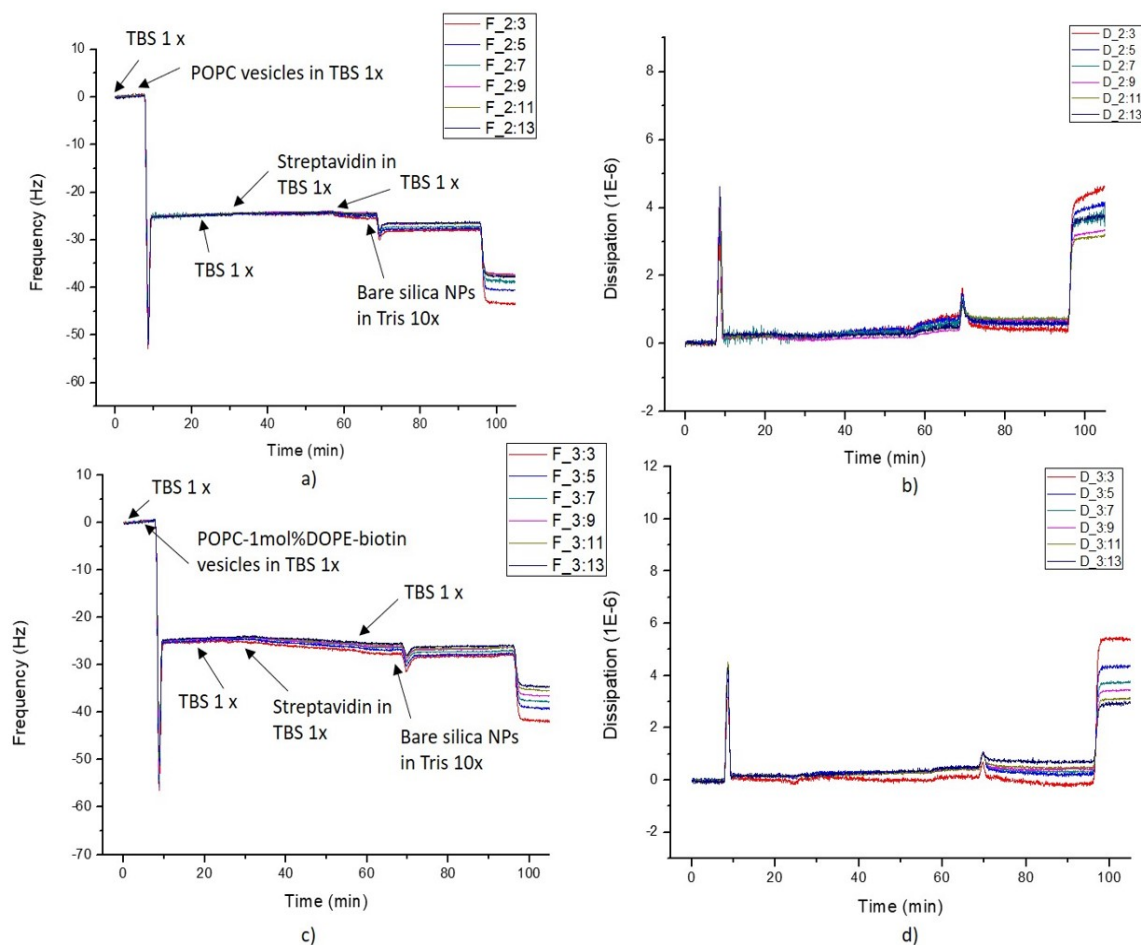 TBS 1 x
POPC vesicles in TBS 1x
Streptavidin in
TBS 1x
TBS 1 x
TBS 1 x
Bare silica NPs
in Tris 10x
F_2:3
F_2:5
F_2:7
F_2:9
F_2:11
F_2:13
10
0
-10
-20
-30
-40
-50
-60
Frequency (Hz)
0 20 40 60 80 100
Time (min)
a)
D_2:3
D_2:5
D_2:7
D_2:9
D_2:11
D_2:13
8
6
4
2
0
-2
Dissipation (1E-6)
0 20 40 60 80 100
Time (min)
b)
TBS 1 x
POPC-1mol%DOPE-biotin
vesicles in TBS 1x
TBS 1 x
TBS 1 x
Streptavidin in
TBS 1x
Bare silica NPs
in Tris 10x
F_3:3
F_3:5
F_3:7
F_3:9
F_3:11
F_3:13
10
0
-10
-20
-30
-40
-50
-60
-70
Frequency (Hz)
0 20 40 60 80 100
Time (min)
c)
D_3:3
D_3:5
D_3:7
D_3:9
D_3:11
D_3:13
12
10
8
6
4
2
0
-2
Dissipation (1E-6)
0 20 40 60 80 100
Time (min)
d)